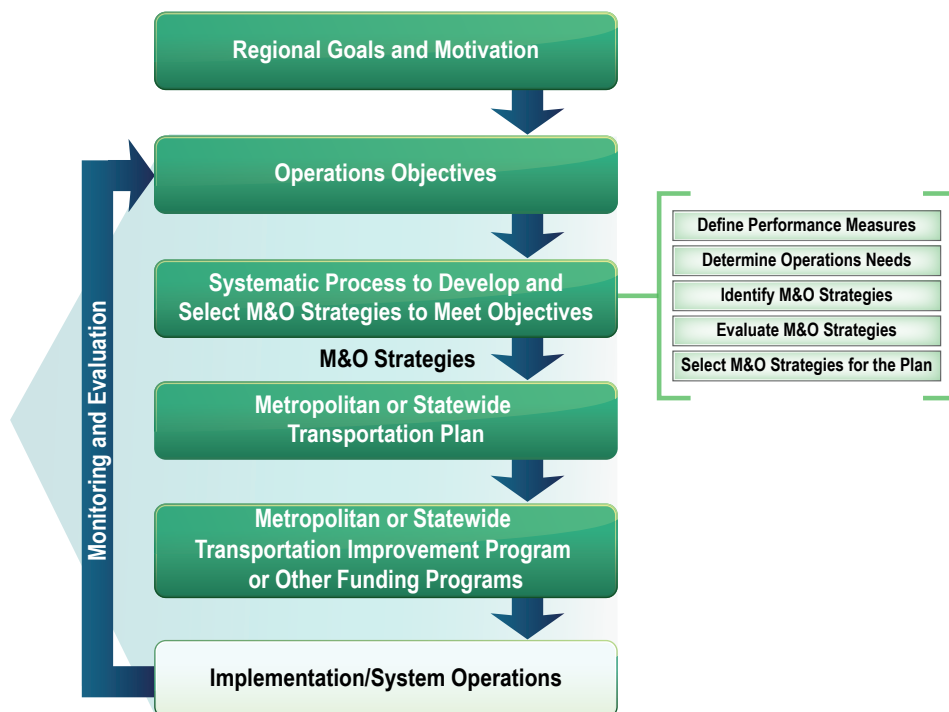 Regional Goals and Motivation
Operations Objectives
Systematic Process to Develop and
Select M&O Strategies to Meet Objectives
Define Performance Measures
Determine Operations Needs
Identify M&O Strategies
Evaluate M&O Strategies
Select M&O Strategies for the Plan
M&O Strategies
Metropolitan or Statewide
Transportation Plan
Metropolitan or Statewide
Transportation Improvement Program
or Other Funding Programs
Implementation/System Operations
Monitoring and Evaluation